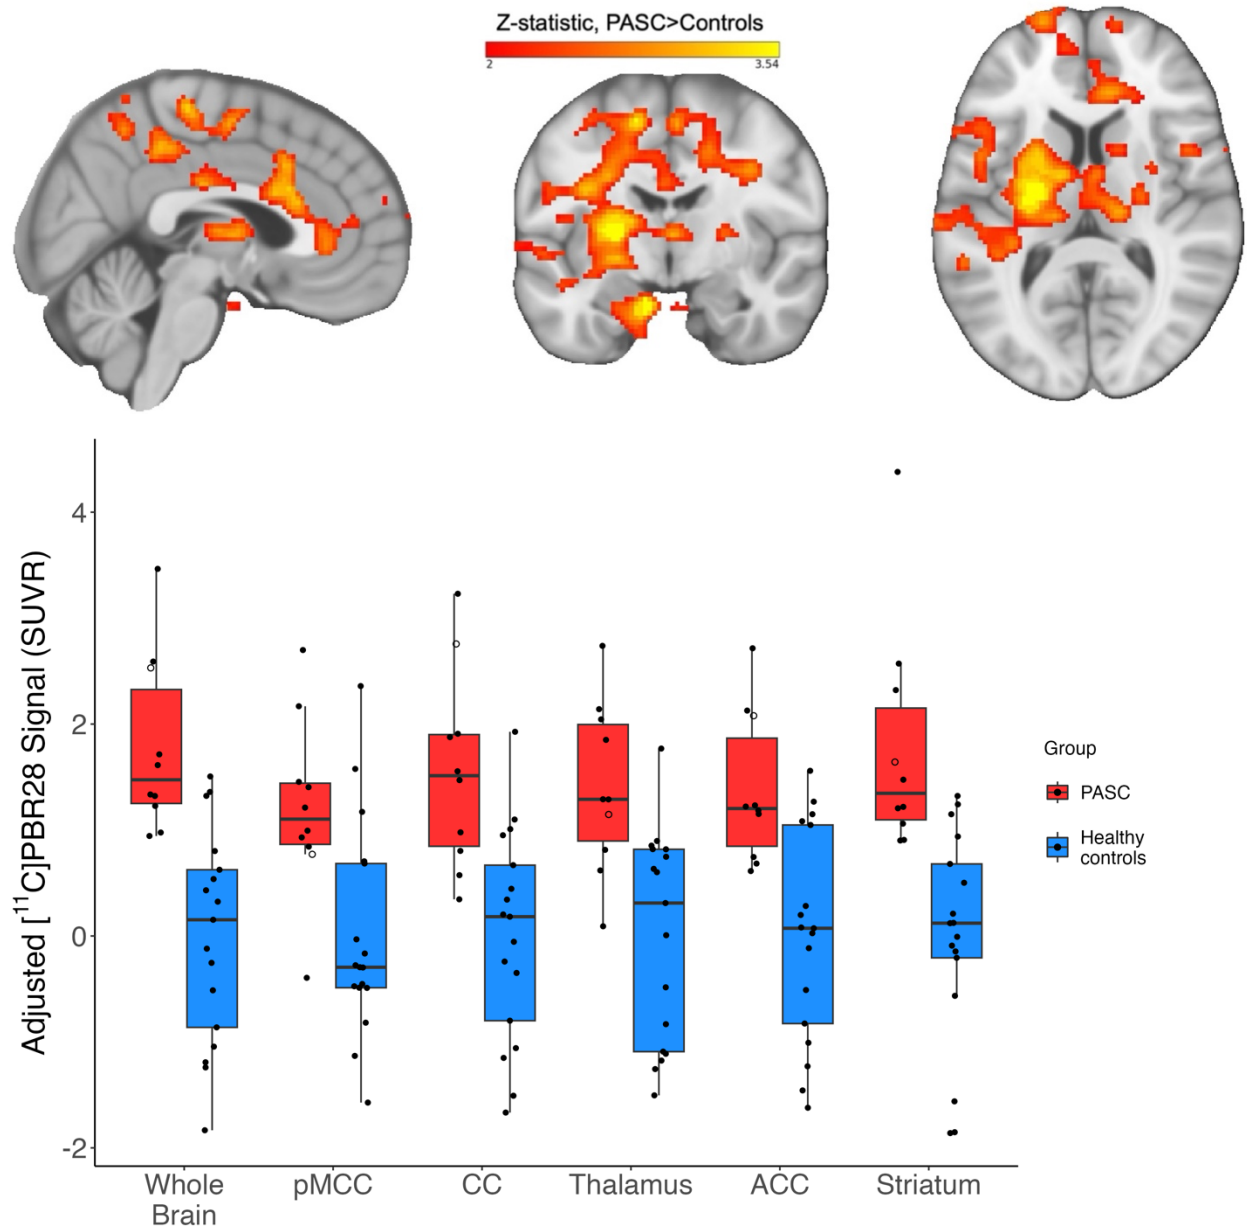 Z-statistic, PASC>Controls
2 3.54
Adjusted [¹¹C]PBR28 Signal (SUVR)
4
2
0
-2
Whole
Brain
pMCC
CC
Thalamus
ACC
Striatum
Group
PASC
Healthy
controls